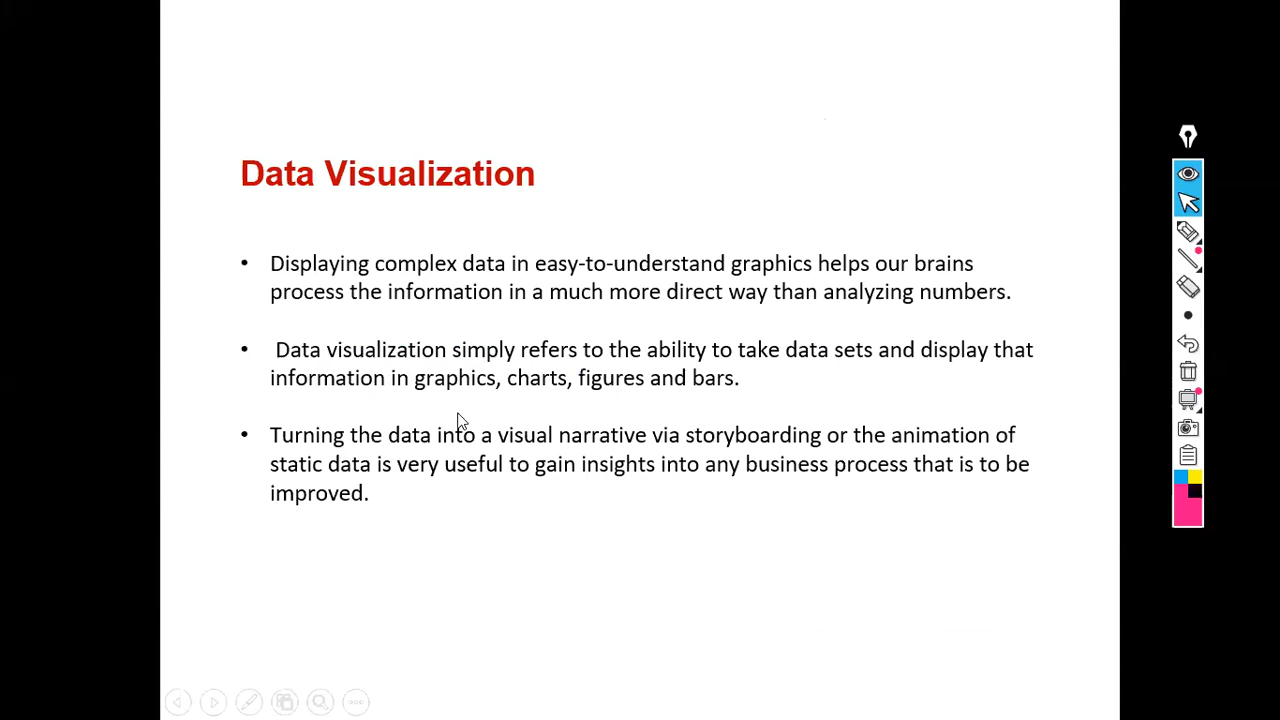 Data Visualization
• Displaying complex data in easy-to-understand graphics helps our brains
process the information in a much more direct way than analyzing numbers.
• Data visualization simply refers to the ability to take data sets and display that
information in graphics, charts, figures and bars.
• Turning the data into a visual narrative via storyboarding or the animation of
static data is very useful to gain insights into any business process that is to be
improved.